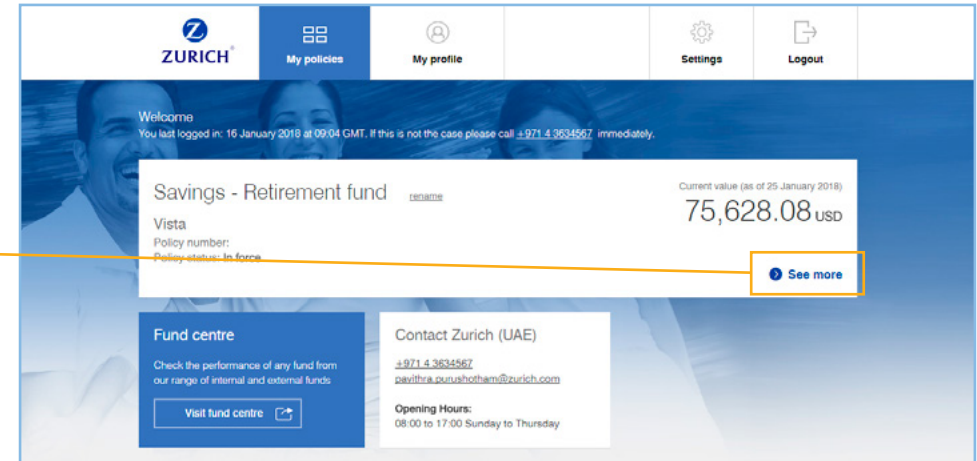 ZURICH®
My policies
My profile
Settings
Logout
Welcome
You last logged in: 16 January 2018 at 09:04 GMT. If this is not the case please call +971 4 3634567 immediately.
Savings - Retirement fund rename
Current value (as of 25 January 2018)
75,628.08 USD
Vista
Policy number:
Policy status: In force
See more
Fund centre
Check the performance of any fund from
our range of internal and external funds
Visit fund centre
Contact Zurich (UAE)
+971 4 3634567
pavithra.purushotham@zurich.com
Opening Hours:
08:00 to 17:00 Sunday to Thursday